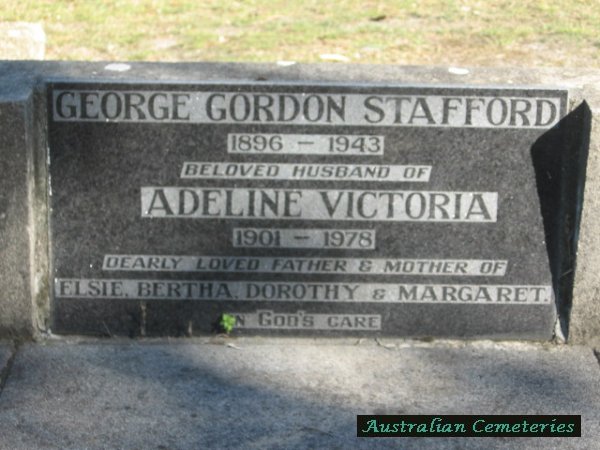 GEORGE GORDON STAFFORD
1896 – 1943
BELOVED HUSBAND OF
ADELINE VICTORIA
1901 – 1978
DEARLY LOVED FATHER & MOTHER OF
ELSIE, BERTHA, DOROTHY & MARGARET.
IN GOD'S CARE
Australian Cemeteries